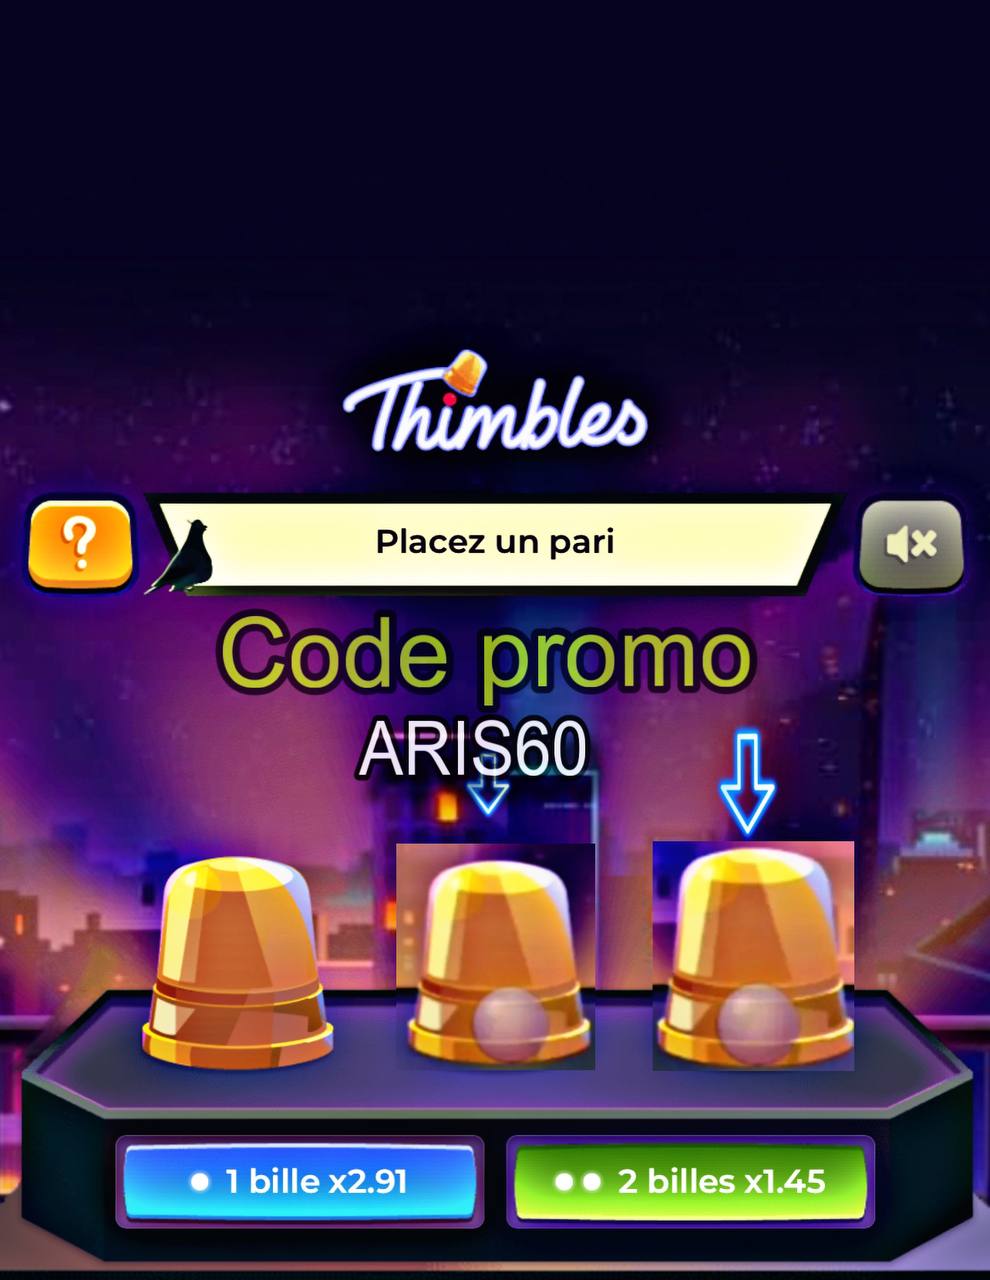 Thimbles
?
Placez un pari
Code promo
ARIS60
1 bille x2.91
2 billes x1.45